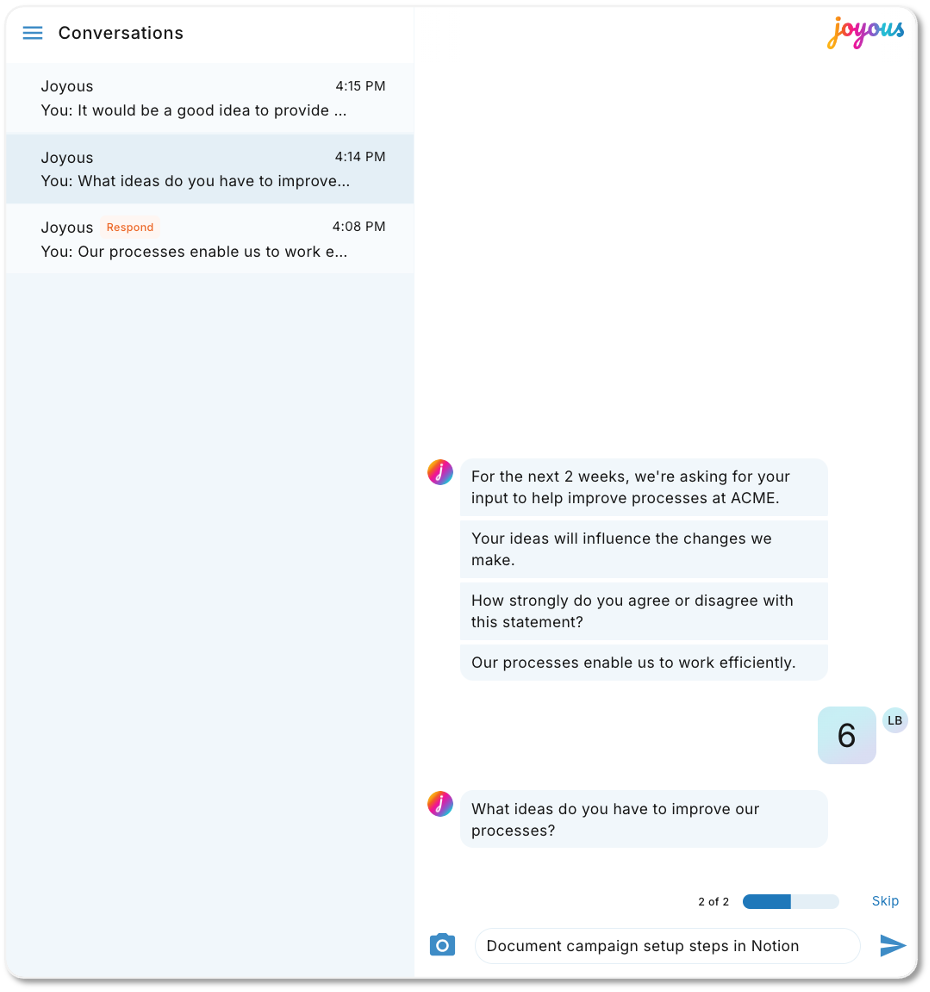 Conversations
joyous
Joyous 4:15 PM
You: It would be a good idea to provide ...
Joyous 4:14 PM
You: What ideas do you have to improve...
Joyous Respond 4:08 PM
You: Our processes enable us to work e...
j
For the next 2 weeks, we're asking for your
input to help improve processes at ACME.
Your ideas will influence the changes we
make.
How strongly do you agree or disagree with
this statement?
Our processes enable us to work efficiently.
6
LB
j
What ideas do you have to improve our
processes?
2 of 2
Skip
Document campaign setup steps in Notion